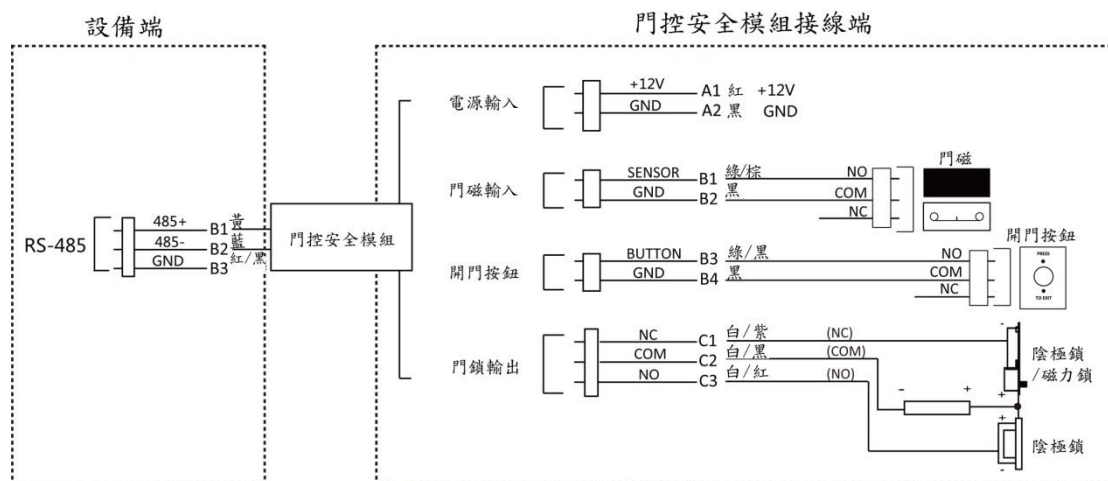 設備端
門控安全模組接線端
RS-485
485+ B1 黃
485- B2 藍
GND B3 紅/黑
門控安全模組
電源輸入
+12V A1 紅 +12V
GND A2 黑 GND
門磁輸入
SENSOR B1 綠/棕 NO
GND B2 黑 COM
NC
門磁
開門按鈕
BUTTON B3 綠/黑 NO
GND B4 黑 COM
NC
開門按鈕
PRESS
TO EXIT
門鎖輸出
NC C1 白/紫 (NC)
COM C2 白/黑 (COM)
NO C3 白/紅 (NO)
-
陰極鎖
/磁力鎖
+
- +
+
陰極鎖
-